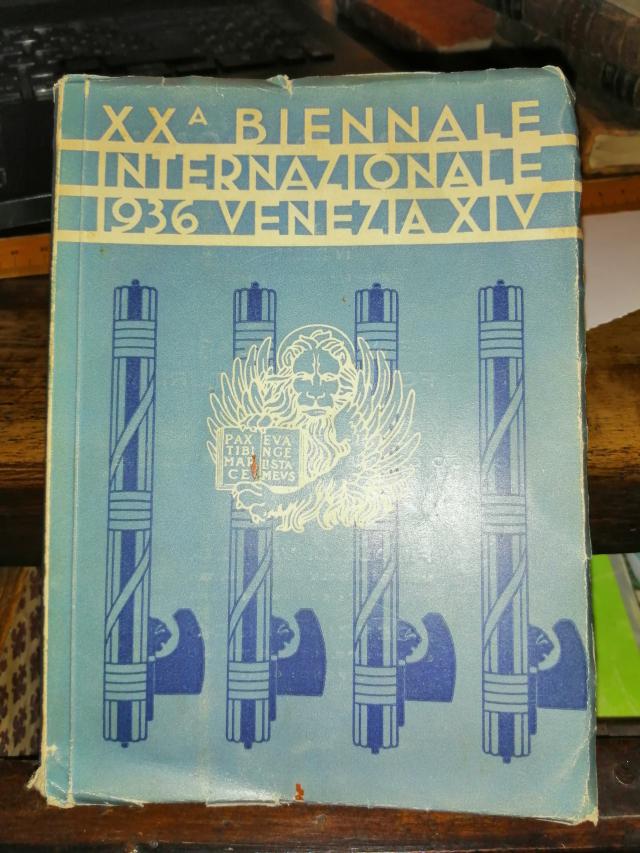 XXA BIENNALE
INTERNAZIONALE
1936 VENEZIA XIV
PAX EVA
TIBI NGE
MAR LISTA
CE MEVS